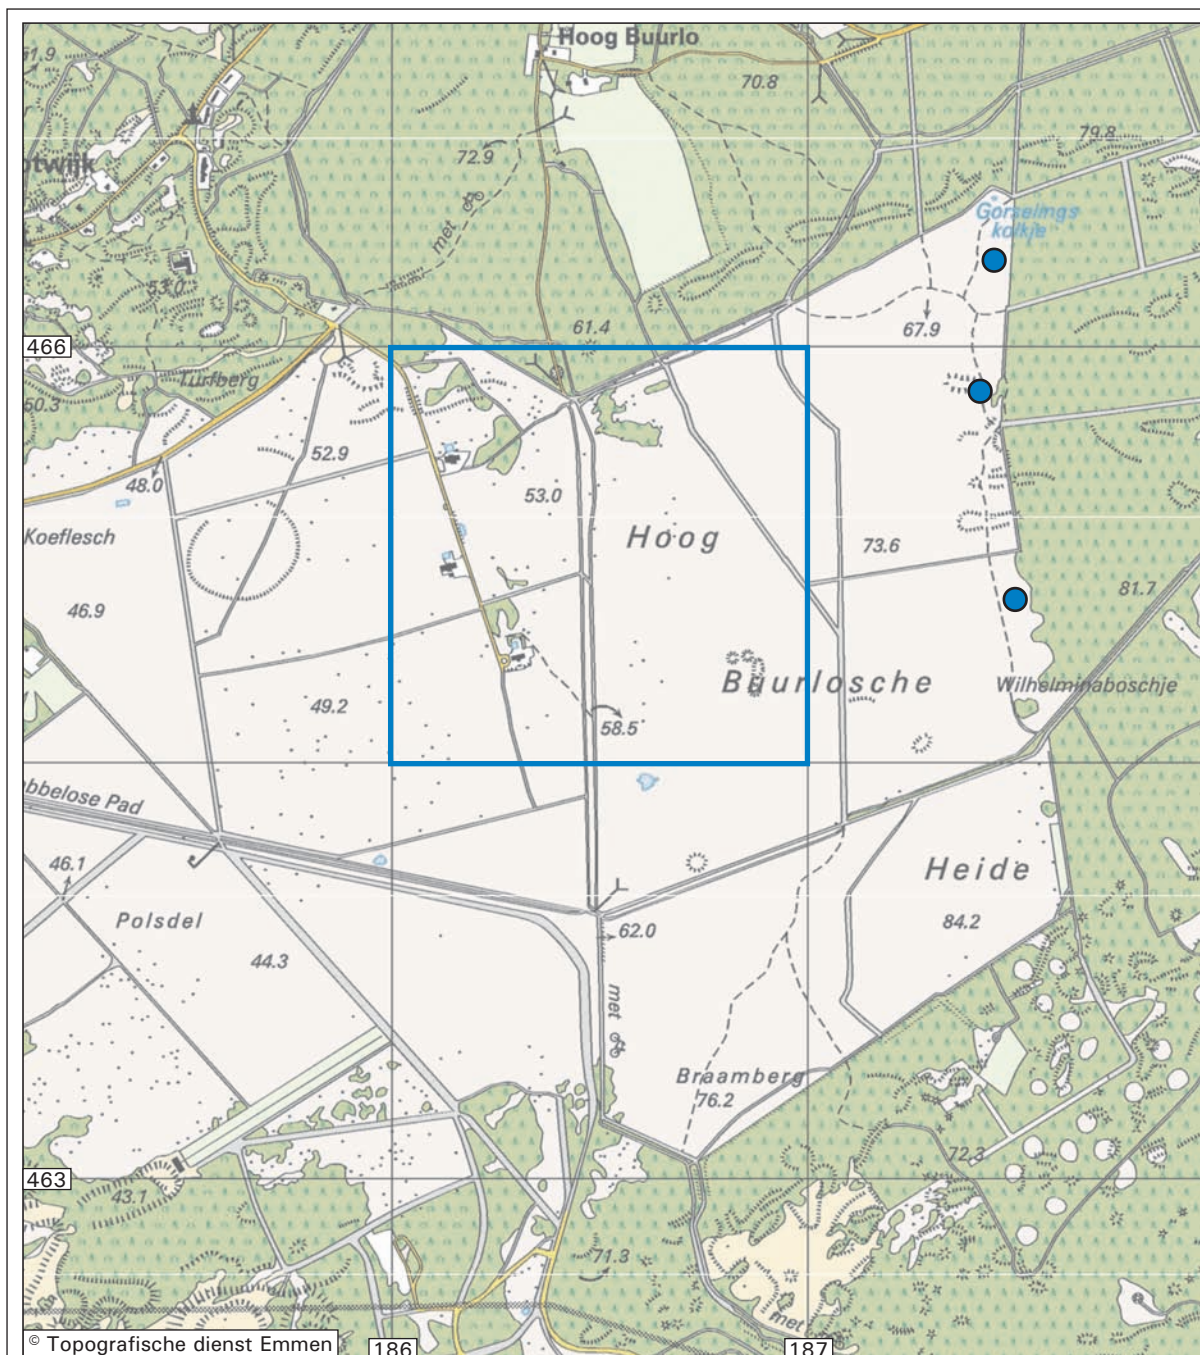 Hoog Buurlo
51.9
70.8
79.8
72.9
otwijk
met
Gorselings
kolkje
53.0
61.4
67.9
466
Turfberg
50.3
52.9
48.0
53.0
Koeflesch
Hoog
73.6
46.9
81.7
Buurlosche
Wilhelminaboschje
49.2
58.5
bbelose Pad
46.1
Heide
Polsdel
62.0
84.2
44.3
met
Braamberg
76.2
72.3
463
43.1
71.3
met
© Topografische dienst Emmen
186
187